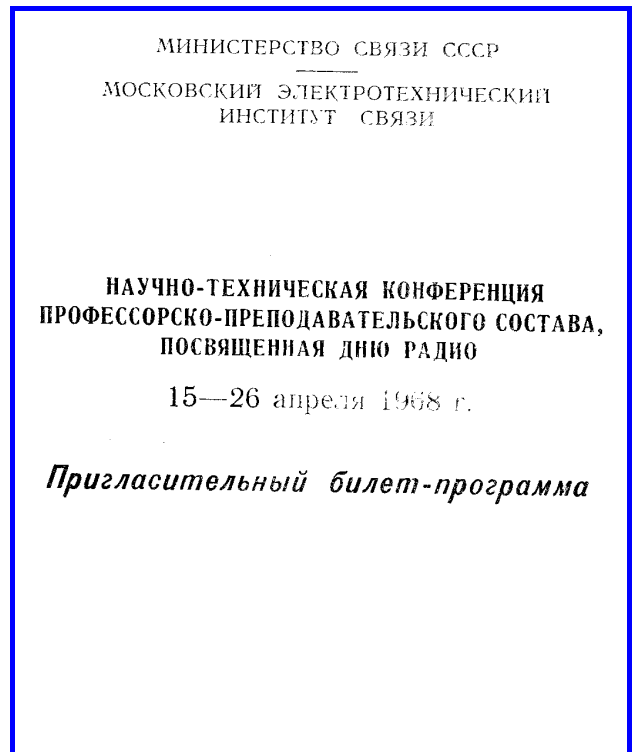 МИНИСТЕРСТВО СВЯЗИ СССР
МОСКОВСКИЙ ЭЛЕКТРОТЕХНИЧЕСКИЙ
ИНСТИТУТ СВЯЗИ
НАУЧНО-ТЕХНИЧЕСКАЯ КОНФЕРЕНЦИЯ
ПРОФЕССОРСКО-ПРЕПОДАВАТЕЛЬСКОГО СОСТАВА,
ПОСВЯЩЕННАЯ ДНЮ РАДИО
15—26 апреля 1968 г.
Пригласительный билет-программа